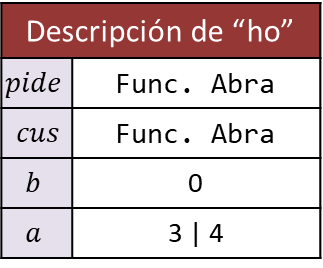 Descripción de “ho”
pide Func. Abra
cus Func. Abra
b 0
a 3 | 4